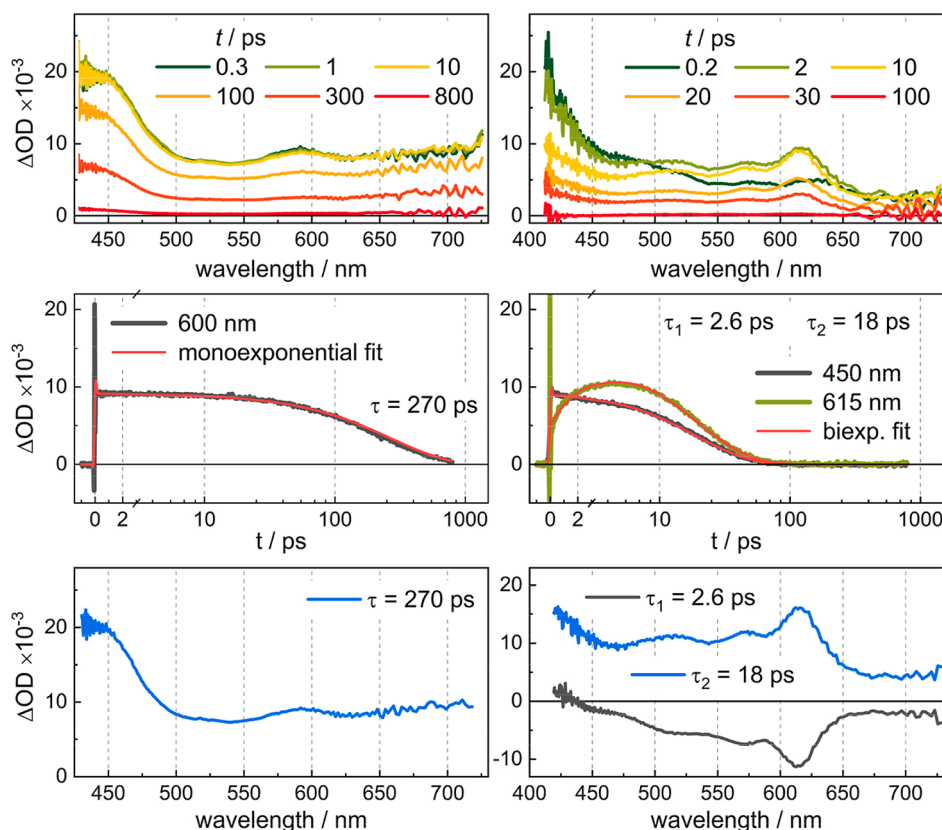 t / ps
0.3 1 10
100 300 800
ΔOD ×10⁻³
20
10
0
450 500 550 600 650 700
wavelength / nm
t / ps
0.2 2 10
20 30 100
20
10
0
400 450 500 550 600 650 700
wavelength / nm
600 nm
monoexponential fit
τ = 270 ps
ΔOD ×10⁻³
20
10
0
0 2 10 100 1000
t / ps
τ₁ = 2.6 ps τ₂ = 18 ps
450 nm
615 nm
biexp. fit
20
10
0
0 2 10 100 1000
t / ps
τ = 270 ps
ΔOD ×10⁻³
20
10
0
450 500 550 600 650 700
wavelength / nm
τ₁ = 2.6 ps
τ₂ = 18 ps
20
10
0
-10
400 450 500 550 600 650 700
wavelength / nm